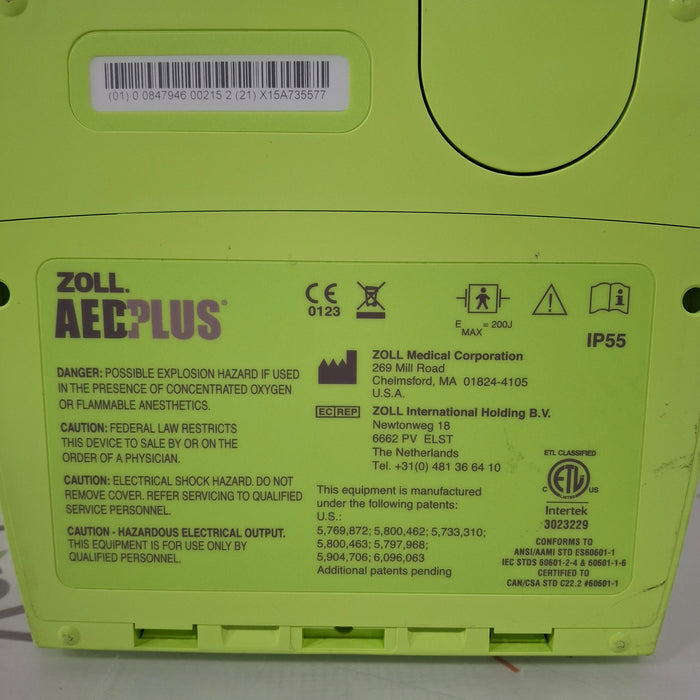 (01) 0 0847946 00215 2 (21) X15A735577
ZOLL.
AEDPLUS®
DANGER: POSSIBLE EXPLOSION HAZARD IF USED
IN THE PRESENCE OF CONCENTRATED OXYGEN
OR FLAMMABLE ANESTHETICS.
CAUTION: FEDERAL LAW RESTRICTS
THIS DEVICE TO SALE BY OR ON THE
ORDER OF A PHYSICIAN.
CAUTION: ELECTRICAL SHOCK HAZARD. DO NOT
REMOVE COVER. REFER SERVICING TO QUALIFIED
SERVICE PERSONNEL.
CAUTION - HAZARDOUS ELECTRICAL OUTPUT.
THIS EQUIPMENT IS FOR USE ONLY BY
QUALIFIED PERSONNEL.
CE
0123
E MAX = 200J
IP55
ZOLL Medical Corporation
269 Mill Road
Chelmsford, MA 01824-4105
U.S.A.
EC REP
ZOLL International Holding B.V.
Newtonweg 18
6662 PV ELST
The Netherlands
Tel. +31(0) 481 36 64 10
This equipment is manufactured
under the following patents:
U.S.:
5,769,872; 5,800,462; 5,733,310;
5,800,463; 5,797,968;
5,904,706; 6,096,063
Additional patents pending
ETL CLASSIFIED
C ETL US
Intertek
3023229
CONFORMS TO
ANSI/AAMI STD ES60601-1
IEC STDS 60601-2-4 & 60601-1-6
CERTIFIED TO
CAN/CSA STD C22.2 #60601-1